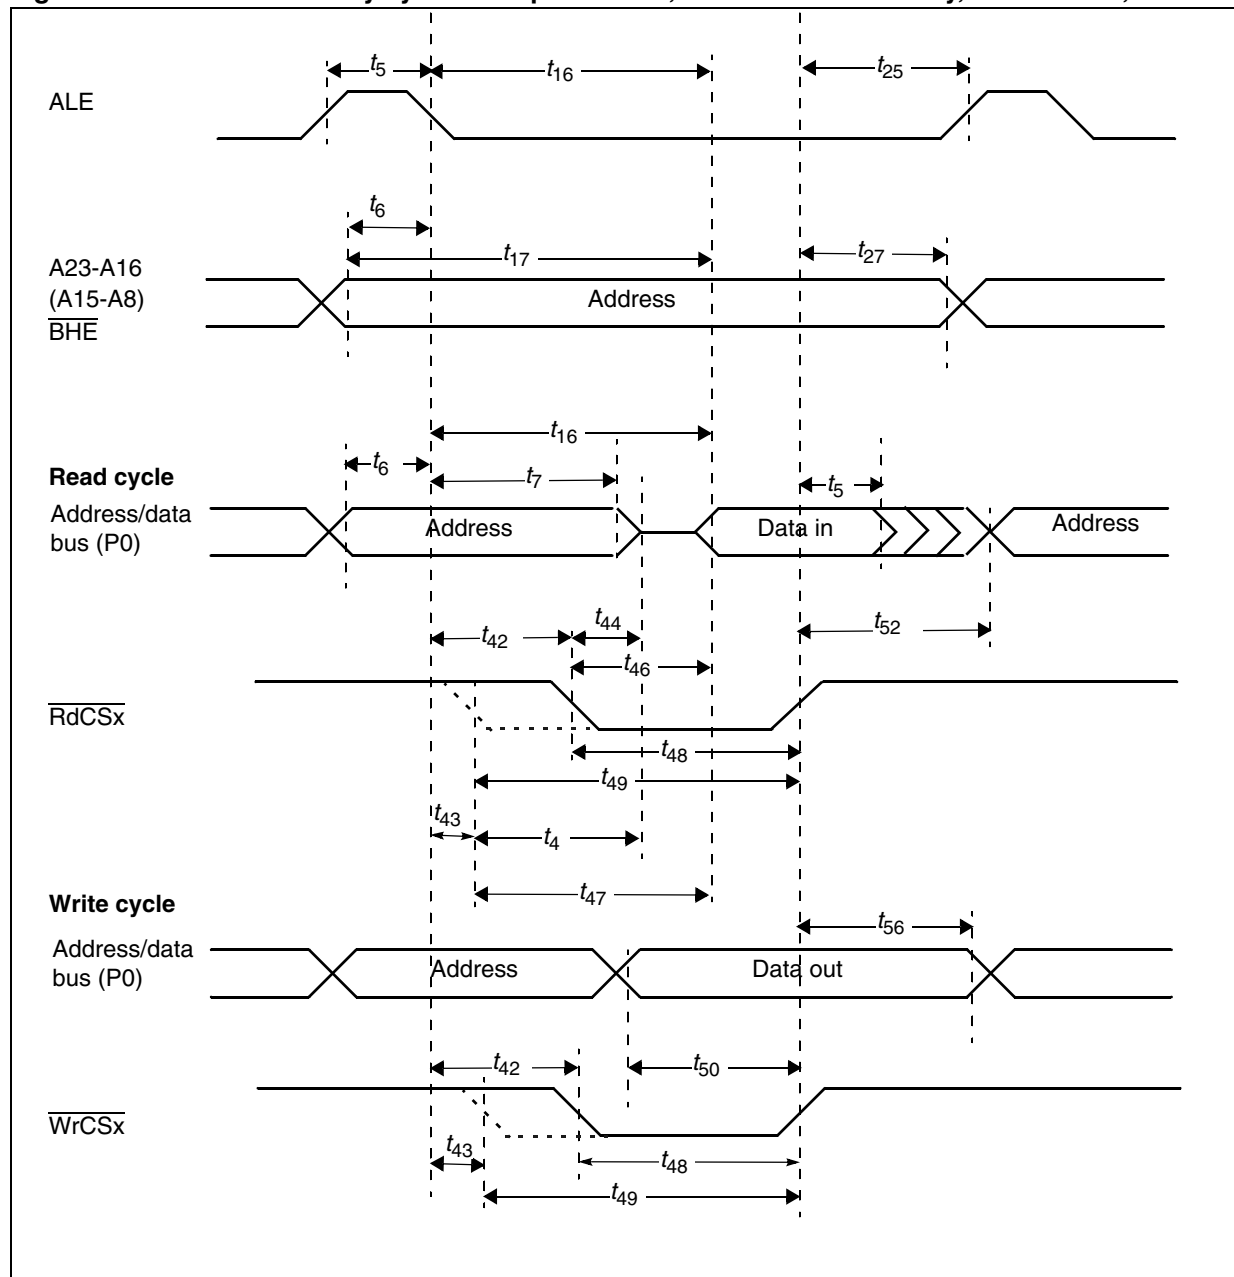 t5
t16
t25
ALE
t6
t17
t27
A23-A16
(A15-A8)
BHE
Address
t16
t6
t7
t5
Read cycle
Address/data
bus (P0)
Address
Data in
Address
t42
t44
t46
t52
RdCSx
t48
t49
t43
t4
t47
Write cycle
Address/data
bus (P0)
t56
Address
Data out
t42
t50
WrCSx
t43
t48
t49